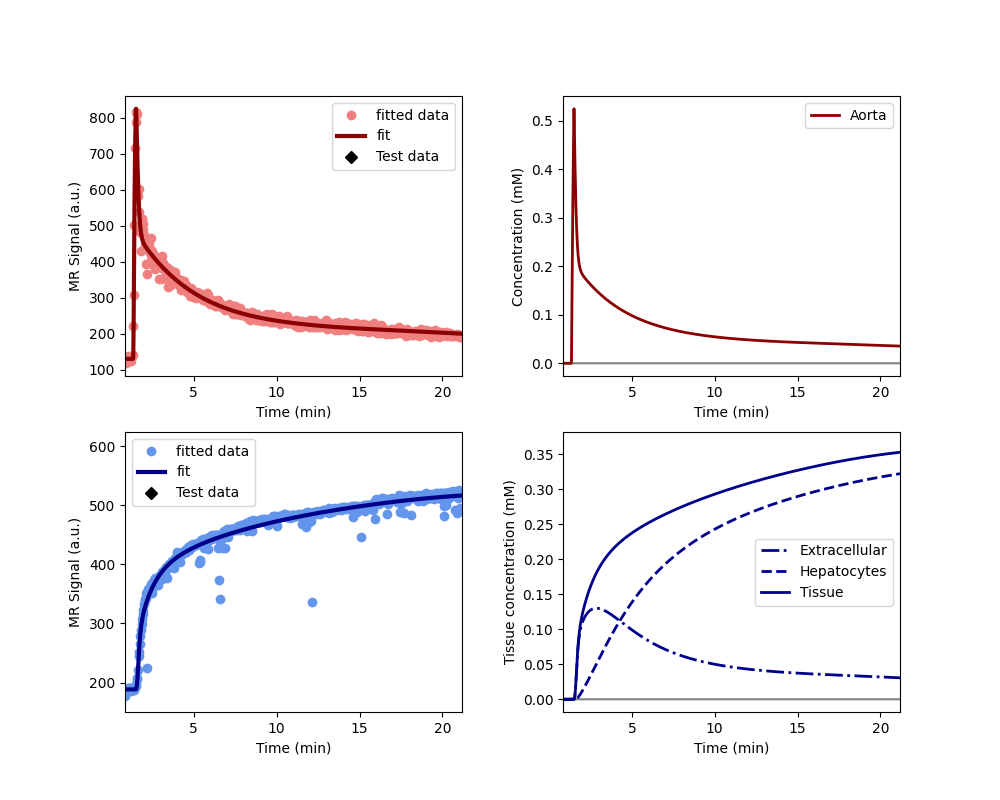 800
700
600
500
400
300
200
100
MR Signal (a.u.)
fitted data
fit
Test data
5
10
15
20
Time (min)
0.5
0.4
0.3
0.2
0.1
0.0
Concentration (mM)
Aorta
5
10
15
20
Time (min)
600
500
400
300
200
MR Signal (a.u.)
fitted data
fit
Test data
5
10
15
20
Time (min)
0.35
0.30
0.25
0.20
0.15
0.10
0.05
0.00
Tissue concentration (mM)
Extracellular
Hepatocytes
Tissue
5
10
15
20
Time (min)